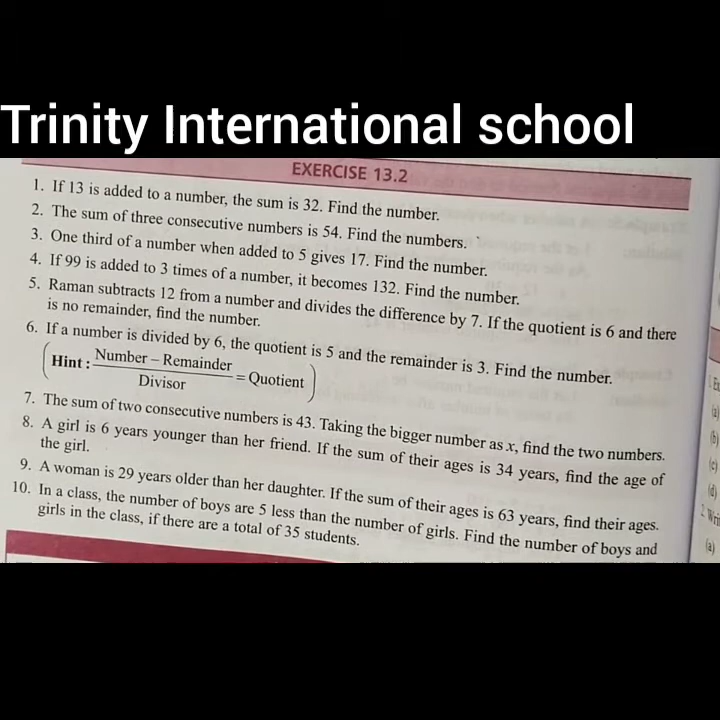 Trinity International school
EXERCISE 13.2
1. If 13 is added to a number, the sum is 32. Find the number.
2. The sum of three consecutive numbers is 54. Find the numbers.
3. One third of a number when added to 5 gives 17. Find the number.
4. If 99 is added to 3 times of a number, it becomes 132. Find the number.
5. Raman subtracts 12 from a number and divides the difference by 7. If the quotient is 6 and there
is no remainder, find the number.
6. If a number is divided by 6, the quotient is 5 and the remainder is 3. Find the number.
(Hint : Number – Remainder
Divisor
= Quotient)
7. The sum of two consecutive numbers is 43. Taking the bigger number as x, find the two numbers.
8. A girl is 6 years younger than her friend. If the sum of their ages is 34 years, find the age of
the girl.
9. A woman is 29 years older than her daughter. If the sum of their ages is 63 years, find their ages.
10. In a class, the number of boys are 5 less than the number of girls. Find the number of boys and
girls in the class, if there are a total of 35 students.
(a)
(b)
(c)
(d)
(a)